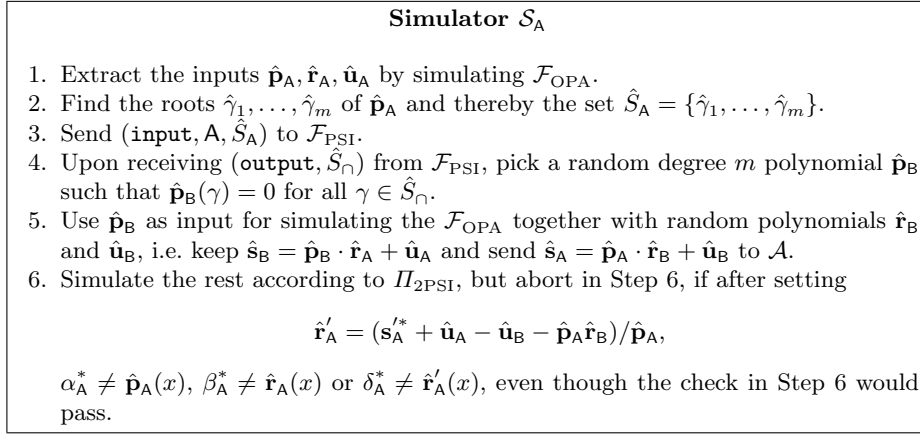 Simulator 𝒮_A
1. Extract the inputs p̂_A, r̂_A, û_A by simulating ℱ_OPA.
2. Find the roots γ̂_1, …, γ̂_m of p̂_A and thereby the set Ŝ_A = {γ̂_1, …, γ̂_m}.
3. Send (input, A, Ŝ_A) to ℱ_PSI.
4. Upon receiving (output, Ŝ_∩) from ℱ_PSI, pick a random degree m polynomial p̂_B
such that p̂_B(γ) = 0 for all γ ∈ Ŝ_∩.
5. Use p̂_B as input for simulating the ℱ_OPA together with random polynomials r̂_B
and û_B, i.e. keep ŝ_B = p̂_B · r̂_A + û_A and send ŝ_A = p̂_A · r̂_B + û_B to 𝒜.
6. Simulate the rest according to Π_2PSI, but abort in Step 6, if after setting
r̂′_A = (s′*_A + û_A − û_B − p̂_A r̂_B)/p̂_A,
α*_A ≠ p̂_A(x), β*_A ≠ r̂_A(x) or δ*_A ≠ r̂′_A(x), even though the check in Step 6 would
pass.